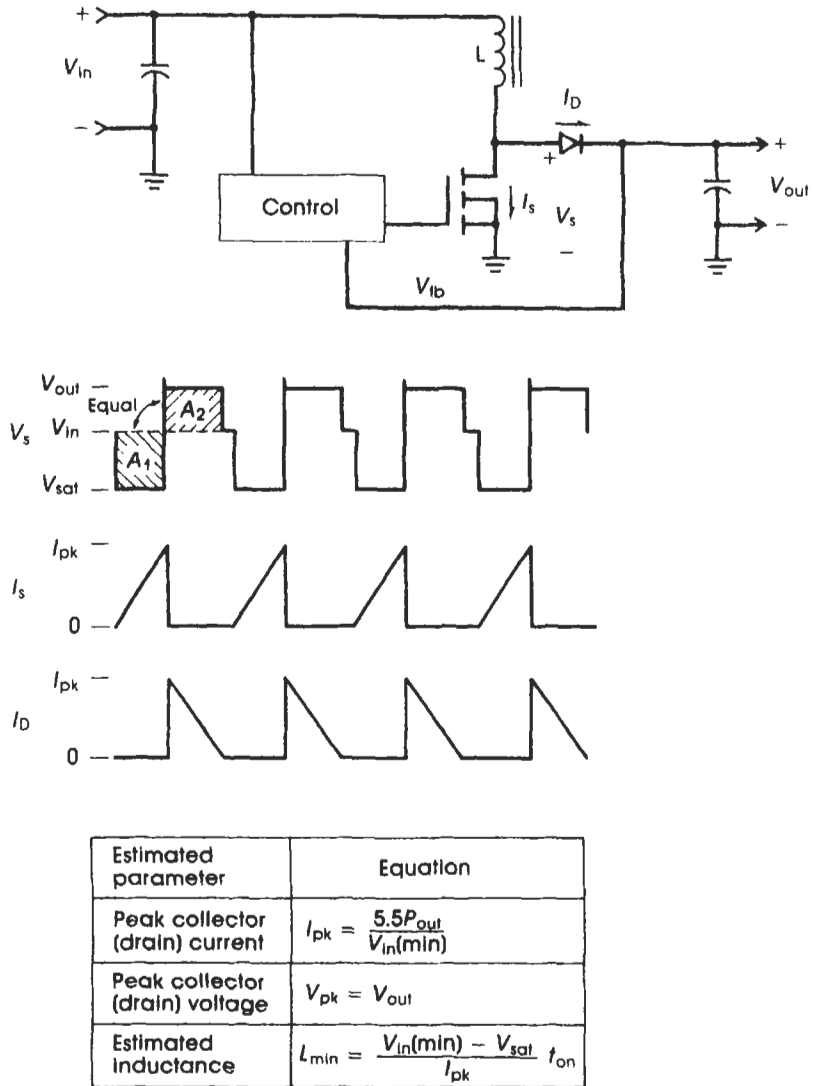 +
V_in
−
L
I_D
+
Control
I_s
V_s
−
+
V_out
−
V_fb
V_out
Equal
A_2
V_s
V_in
A_1
V_sat
I_pk
I_s
0
I_pk
I_D
0
Estimated parameter
Equation
Peak collector (drain) current
I_pk = 5.5P_out / V_in(min)
Peak collector (drain) voltage
V_pk = V_out
Estimated inductance
L_min = (V_in(min) − V_sat) / I_pk t_on